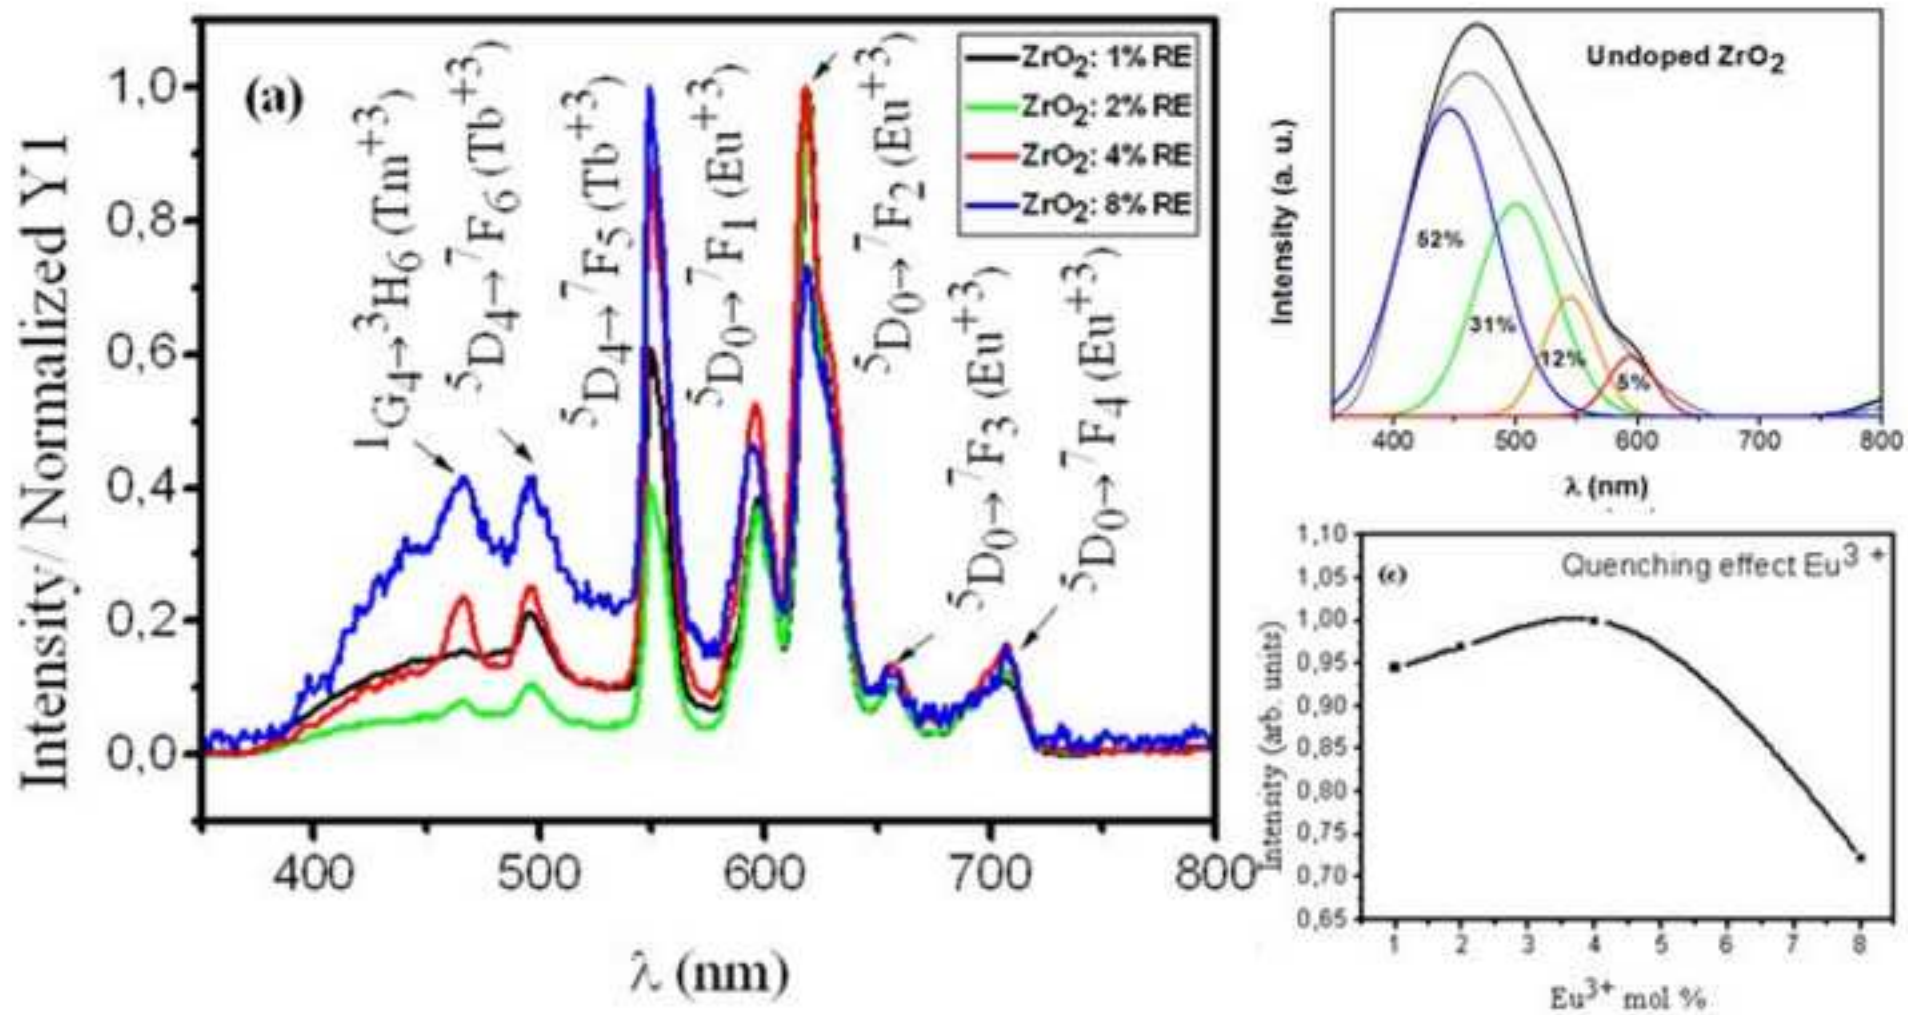 (a)
Intensity/ Normalized Y1
1,0
0,8
0,6
0,4
0,2
0,0
400 500 600 700 800
λ (nm)
¹G₄→³H₆ (Tm⁺³)
⁵D₄→⁷F₆ (Tb⁺³)
⁵D₄→⁷F₅ (Tb⁺³)
⁵D₀→⁷F₁ (Eu⁺³)
⁵D₀→⁷F₂ (Eu⁺³)
⁵D₀→⁷F₃ (Eu⁺³)
⁵D₀→⁷F₄ (Eu⁺³)
ZrO₂: 1% RE
ZrO₂: 2% RE
ZrO₂: 4% RE
ZrO₂: 8% RE
Undoped ZrO₂
Intensity (a. u.)
52%
31%
12%
5%
400 500 600 700 800
λ (nm)
Quenching effect Eu³ ⁺
Intensity (arb. units)
1,10
1,05
1,00
0,95
0,90
0,85
0,80
0,75
0,70
0,65
1 2 3 4 5 6 7 8
Eu³⁺ mol %